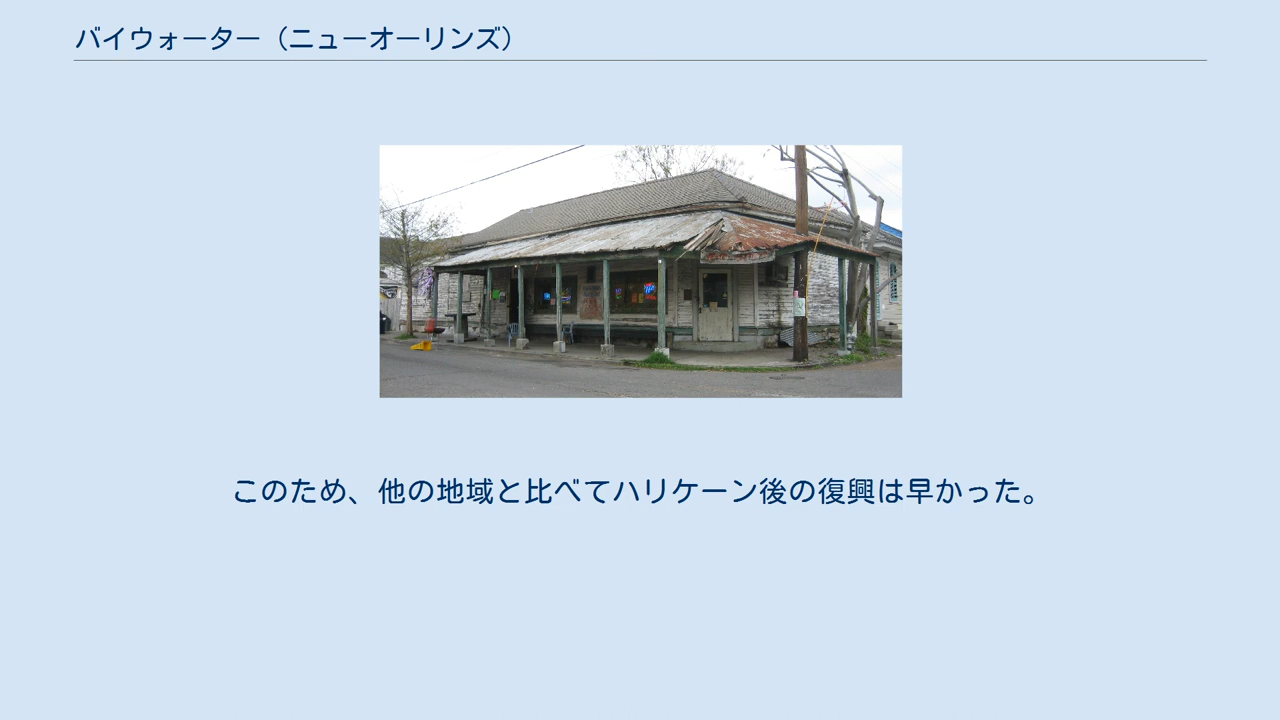 バイウォーター（ニューオーリンズ）
このため、他の地域と比べてハリケーン後の復興は早かった。